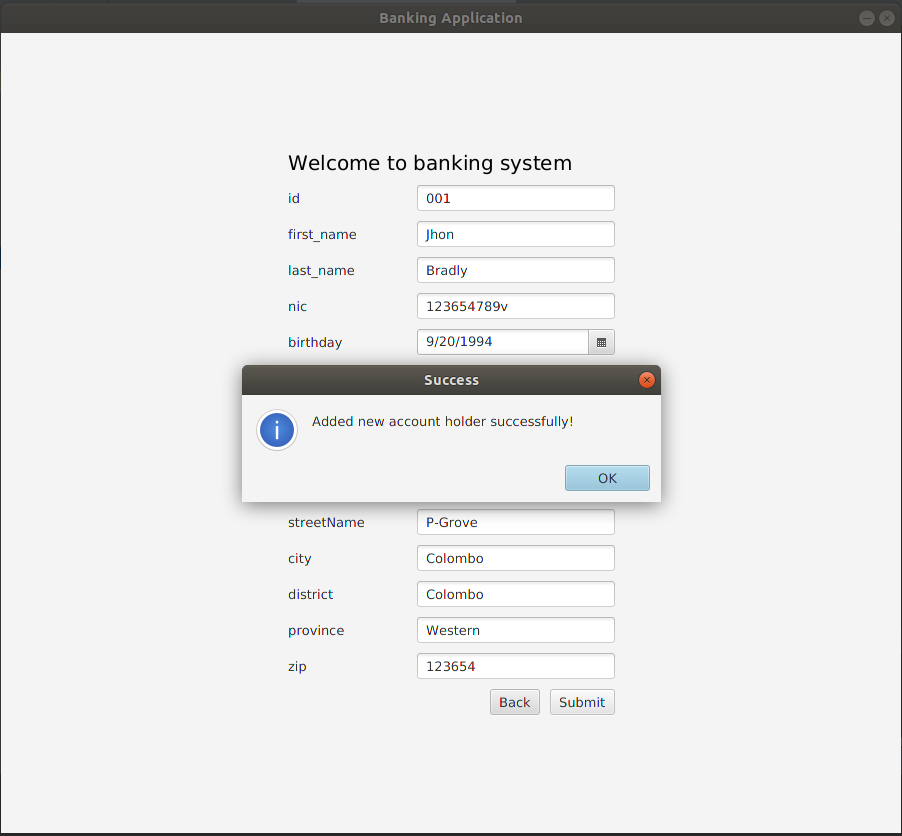 Banking Application
Welcome to banking system
id 001
first_name Jhon
last_name Bradly
nic 123654789v
birthday 9/20/1994
Success
Added new account holder successfully!
OK
streetName P-Grove
city Colombo
district Colombo
province Western
zip 123654
Back Submit